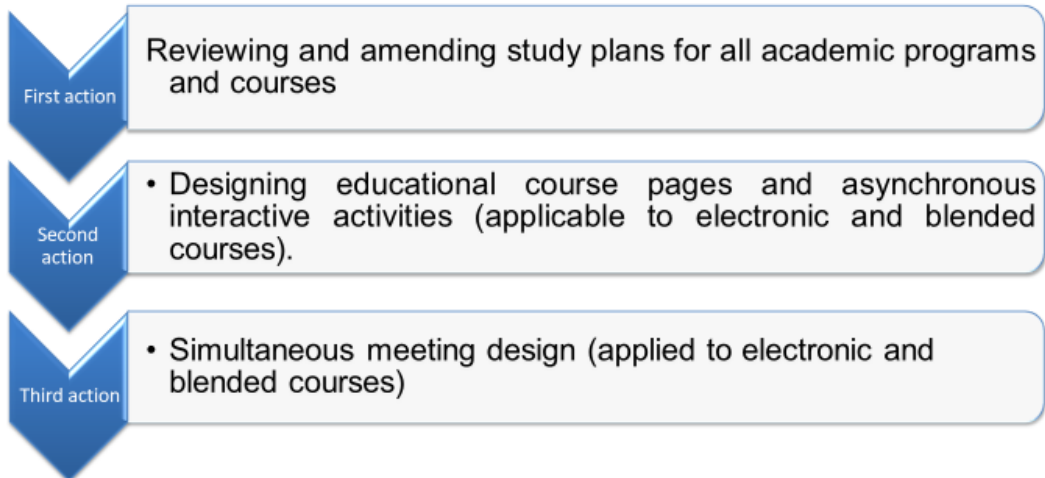 First action
Reviewing and amending study plans for all academic programs
and courses
Second
action
• Designing educational course pages and asynchronous
interactive activities (applicable to electronic and blended
courses).
Third action
• Simultaneous meeting design (applied to electronic and
blended courses)